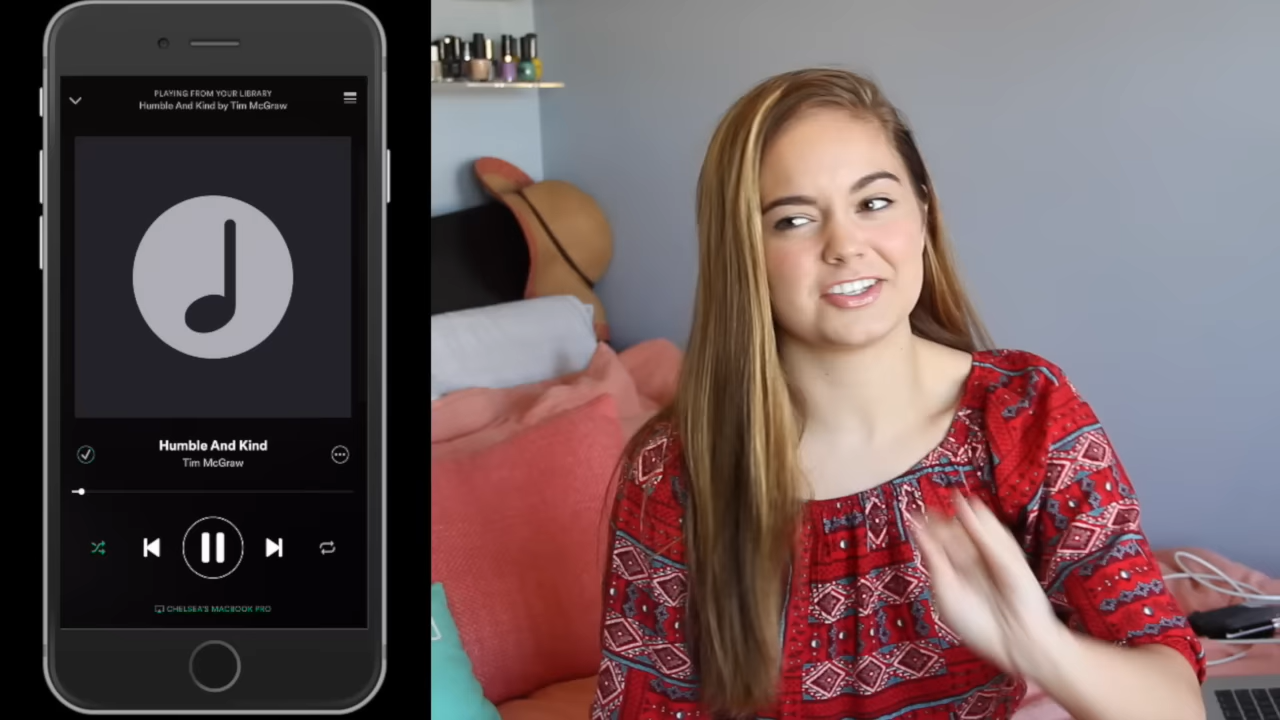 PLAYING FROM YOUR LIBRARY
Humble And Kind by Tim McGraw
Humble And Kind
Tim McGraw
CHELSEA'S MACBOOK PRO